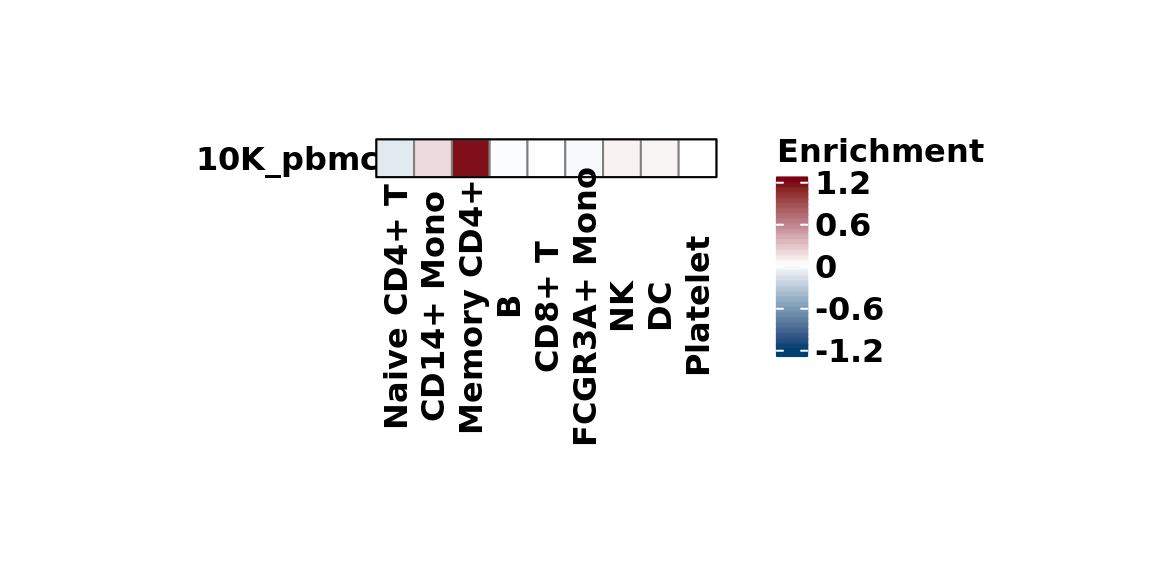 10K_pbmc
Naive CD4+ T
CD14+ Mono
Memory CD4+
B
CD8+ T
FCGR3A+ Mono
NK
DC
Platelet
Enrichment
1.2
0.6
0
-0.6
-1.2